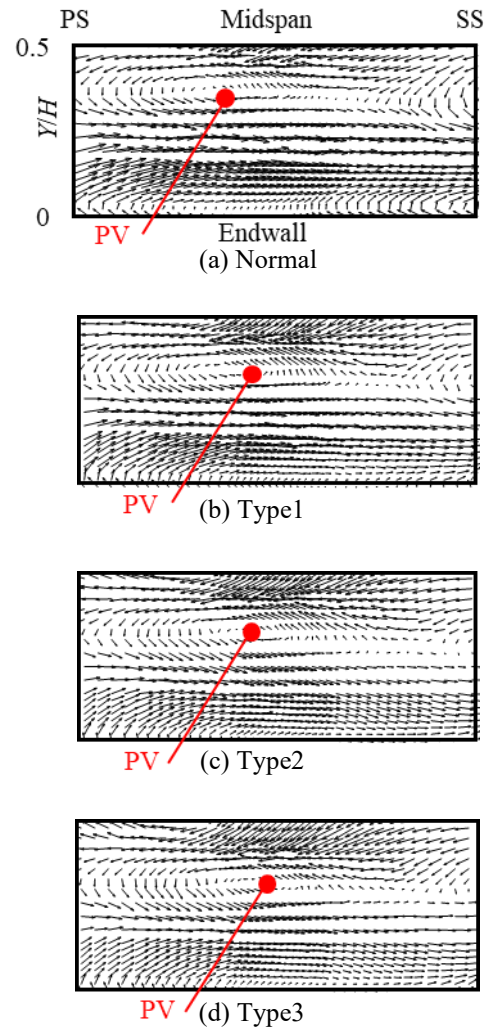 PS Midspan SS
0.5
Y/H
0
PV
Endwall
(a) Normal
PV
(b) Type1
PV
(c) Type2
PV
(d) Type3